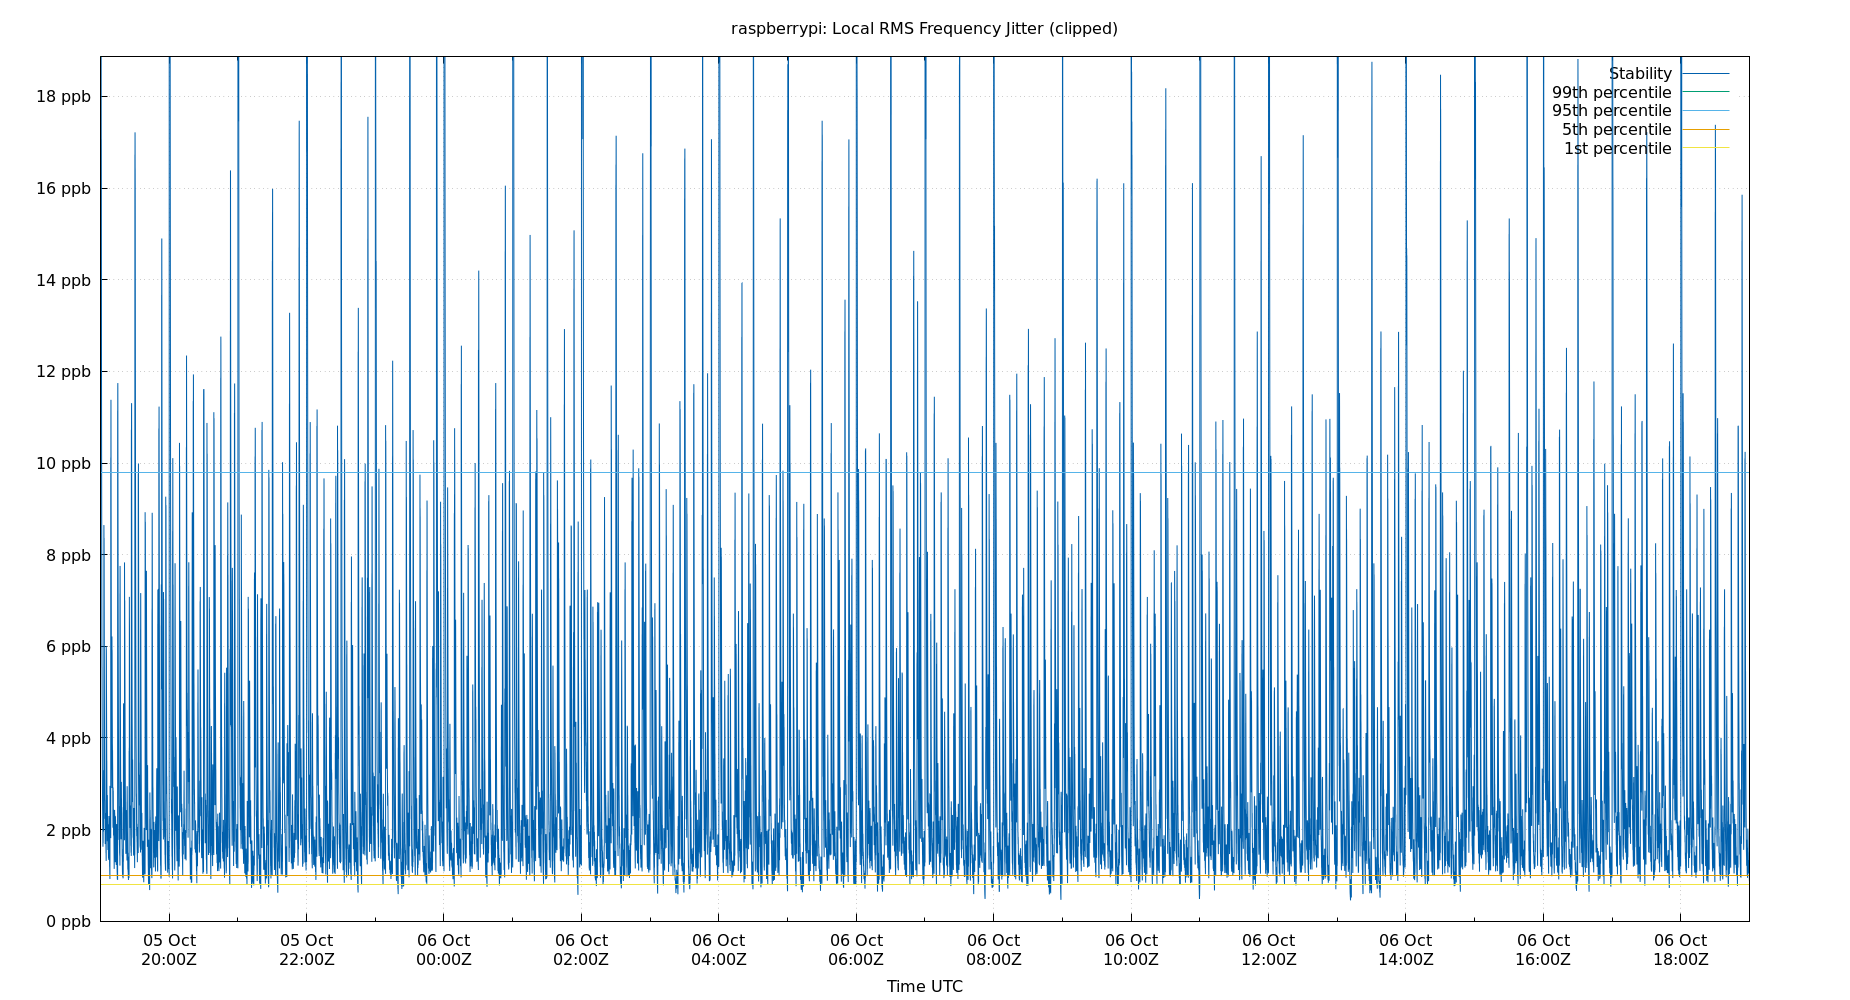 raspberrypi: Local RMS Frequency Jitter (clipped)
Stability
99th percentile
95th percentile
5th percentile
1st percentile
18 ppb
16 ppb
14 ppb
12 ppb
10 ppb
8 ppb
6 ppb
4 ppb
2 ppb
0 ppb
05 Oct 05 Oct 06 Oct 06 Oct 06 Oct 06 Oct 06 Oct 06 Oct 06 Oct 06 Oct 06 Oct 06 Oct
20:00Z 22:00Z 00:00Z 02:00Z 04:00Z 06:00Z 08:00Z 10:00Z 12:00Z 14:00Z 16:00Z 18:00Z
Time UTC